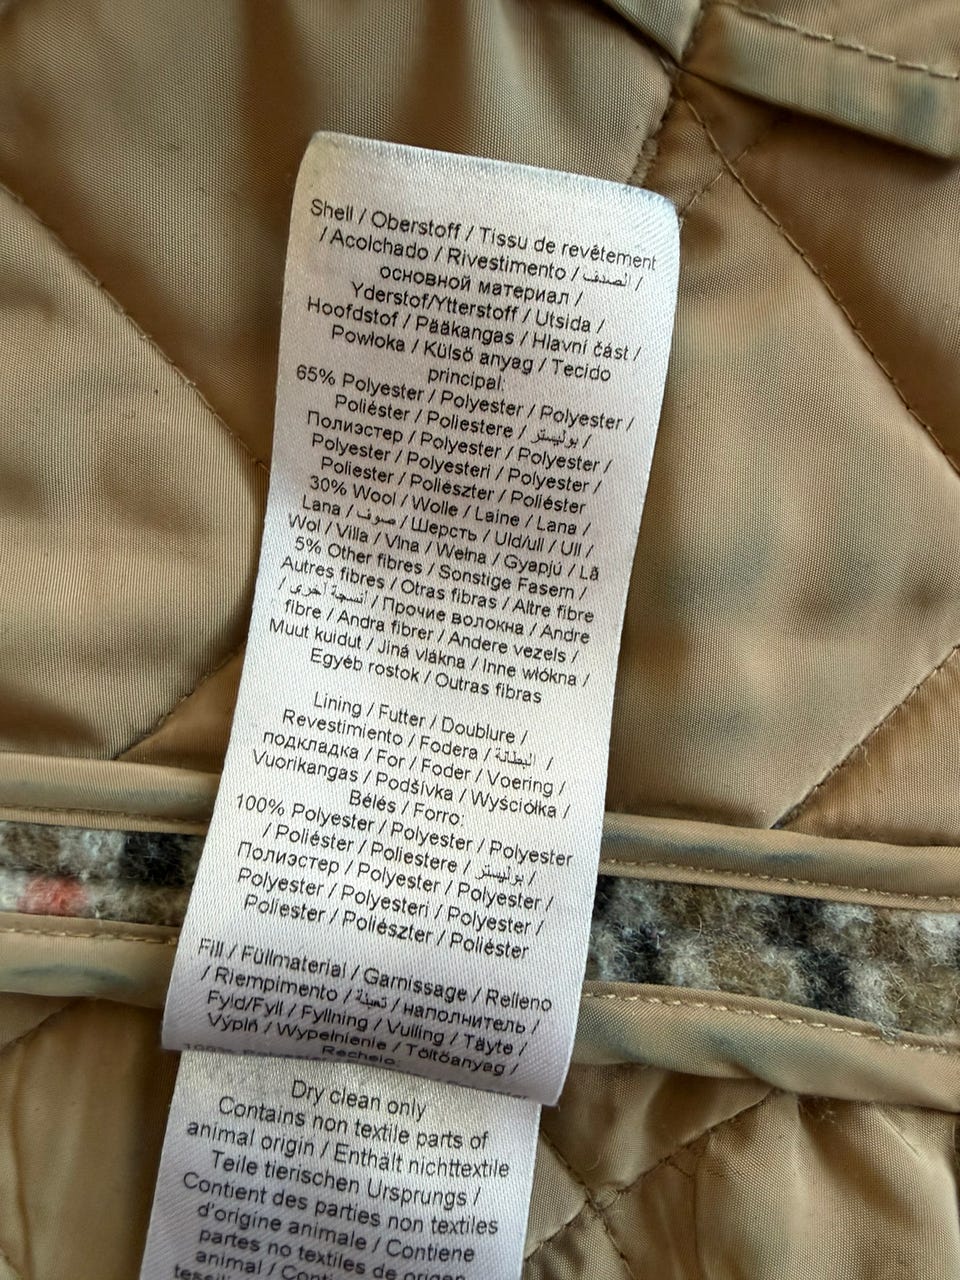 Shell / Oberstoff / Tissu de revêtement
/ Acolchado / Rivestimento / الصدف /
основной материал /
Yderstof/Ytterstoff / Utsida /
Hoofdstof / Pääkangas / Hlavní část /
Powłoka / Külső anyag / Tecido
principal:
65% Polyester / Polyester / Polyester /
Poliéster / Poliestere / بوليستر /
Полиэстер / Polyester / Polyester /
Polyester / Polyesteri / Polyester /
Poliester / Poliészter / Poliéster
30% Wool / Wolle / Laine / Lana /
Lana / صوف / Шерсть / Uld/ull / Ull /
Wol / Villa / Vlna / Wełna / Gyapjú / Lã
5% Other fibres / Sonstige Fasern /
Autres fibres / Otras fibras / Altre fibre
/ أنسجة أخرى / Прочие волокна / Andre
fibre / Andra fibrer / Andere vezels /
Muut kuidut / Jiná vlákna / Inne włókna /
Egyéb rostok / Outras fibras
Lining / Futter / Doublure /
Revestimiento / Fodera / البطانة /
подкладка / For / Foder / Voering /
Vuorikangas / Podšívka / Wyściółka /
Bélés / Forro:
100% Polyester / Polyester / Polyester
/ Poliéster / Poliestere / بوليستر /
Полиэстер / Polyester / Polyester /
Polyester / Polyesteri / Polyester /
Poliester / Poliészter / Poliéster
Fill / Füllmaterial / Garnissage / Relleno
/ Riempimento / تعبئة / наполнитель /
Fyld/Fyll / Fyllning / Vulling / Täyte /
Výplň / Wypełnienie / Töltőanyag /
Recheio:
Dry clean only
Contains non textile parts of
animal origin / Enthält nichttextile
Teile tierischen Ursprungs /
Contient des parties non textiles
d'origine animale / Contiene
partes no textiles de origen
animal /